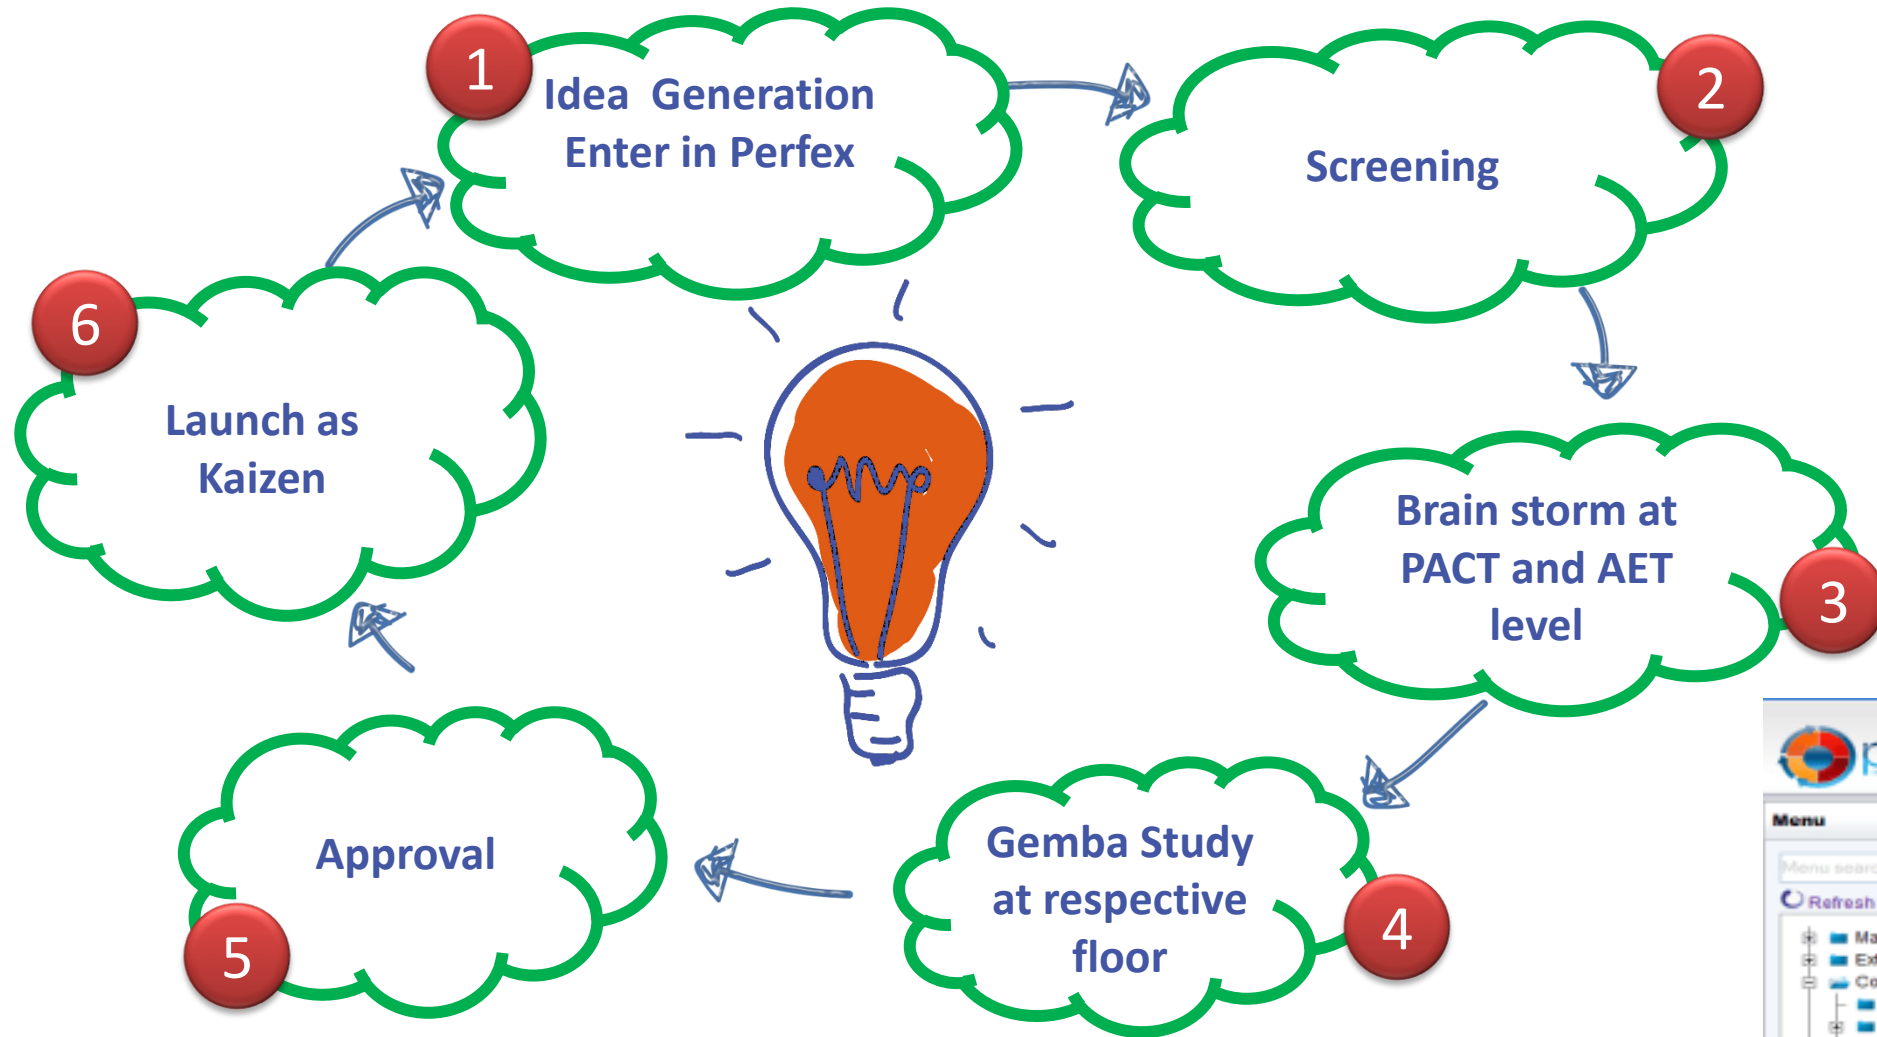 1
Idea Generation
Enter in Perfex
2
Screening
3
Brain storm at
PACT and AET
level
4
Gemba Study
at respective
floor
5
Approval
6
Launch as
Kaizen
Menu
Menu
Refresh